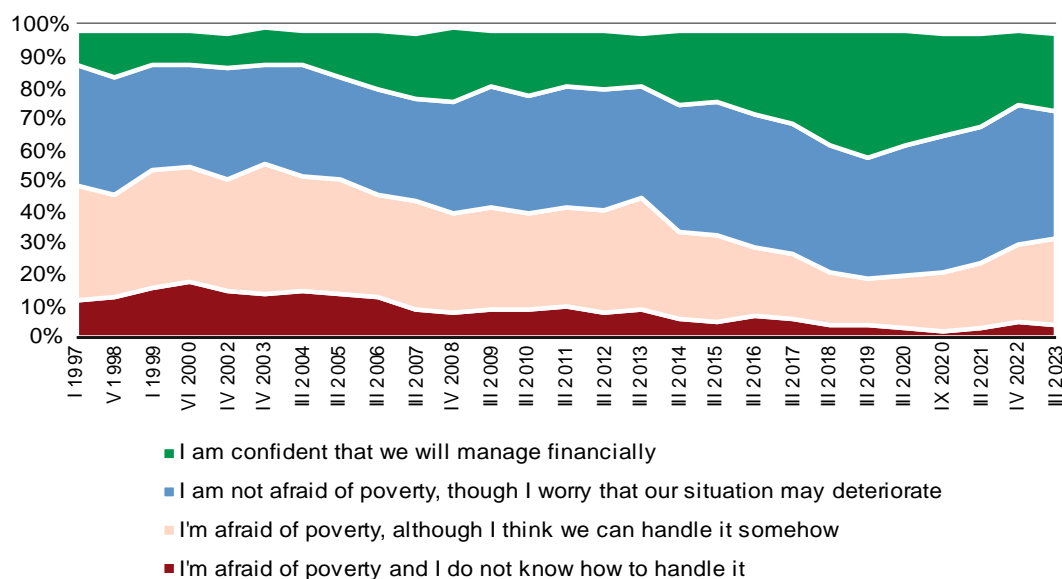 100%
90%
80%
70%
60%
50%
40%
30%
20%
10%
0%
I 1997
V I 1998
I 1999
VI 2000
IV 2002
IV 2003
III 2004
III 2005
III 2006
III 2007
IV 2008
III 2009
III 2010
III 2011
III 2012
III 2013
III 2014
III 2015
III 2016
III 2017
III 2018
III 2019
III 2020
IX 2020
III 2021
IV 2022
III 2023
I am confident that we will manage financially
I am not afraid of poverty, though I worry that our situation may deteriorate
I'm afraid of poverty, although I think we can handle it somehow
I'm afraid of poverty and I do not know how to handle it